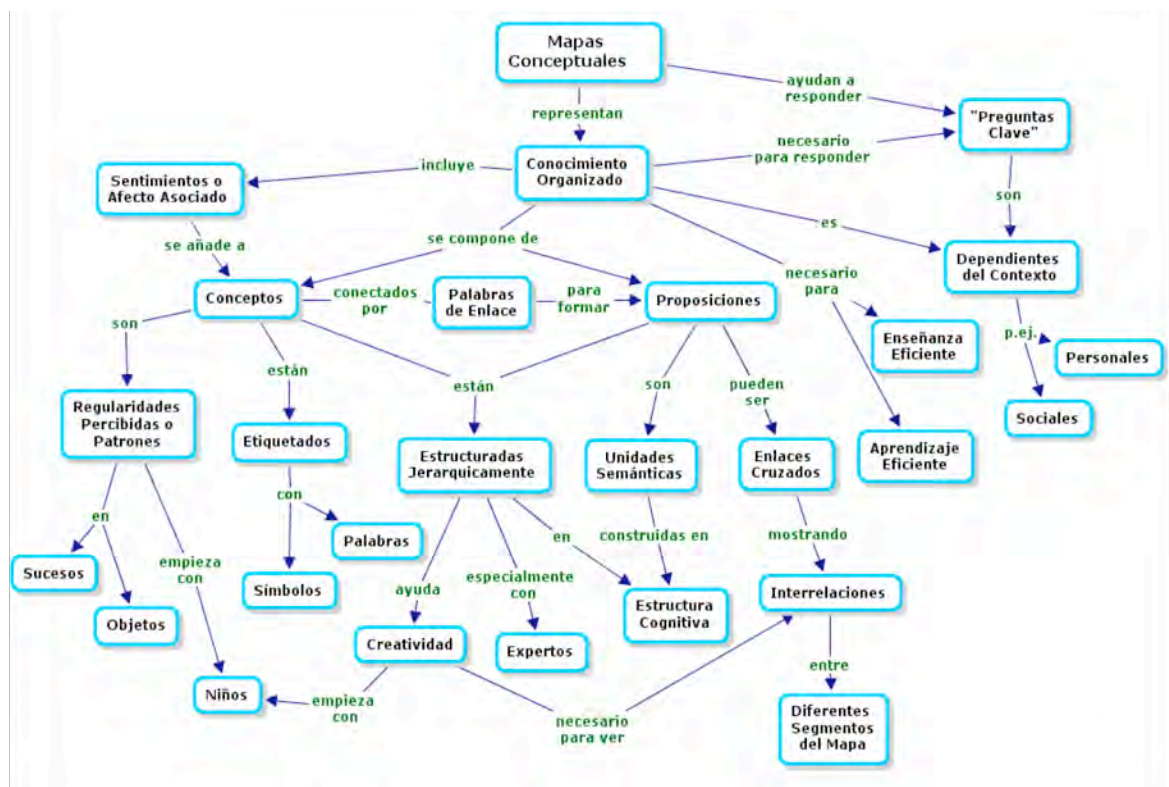 Mapas
Conceptuales
ayudan a
responder
representan
"Preguntas
Clave"
necesario
para responder
Conocimiento
Organizado
incluye
Sentimientos o
Afecto Asociado
son
es
se añade a
se compone de
Dependientes
del Contexto
necesario
para
Conceptos
conectados
por
Palabras
de Enlace
para
formar
Proposiciones
son
Enseñanza
Eficiente
p.ej.
Personales
están
están
son
pueden
ser
Regularidades
Percibidas o
Patrones
Etiquetados
Estructuradas
Jerarquicamente
Unidades
Semánticas
Enlaces
Cruzados
Aprendizaje
Eficiente
Sociales
en
con
Palabras
en
construidas en
mostrando
empieza
con
Sucesos
Símbolos
ayuda
especialmente
con
Estructura
Cognitiva
Interrelaciones
Objetos
Creatividad
Expertos
entre
Niños
empieza
con
necesario
para ver
Diferentes
Segmentos
del Mapa